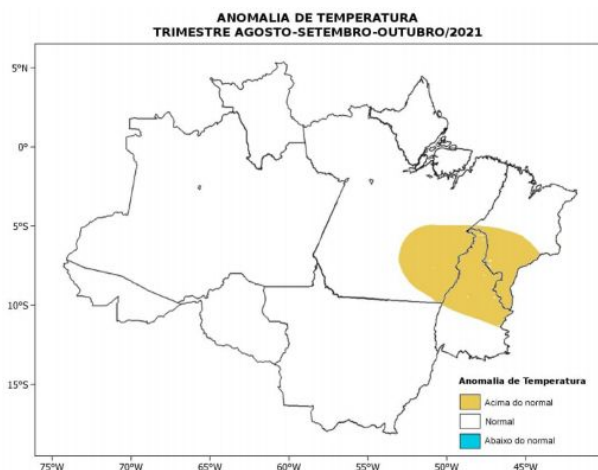 ANOMALIA DE TEMPERATURA
TRIMESTRE AGOSTO-SETEMBRO-OUTUBRO/2021
5°N
0°
5°S
10°S
15°S
75°W 70°W 65°W 60°W 55°W 50°W 45°W
Anomalia de Temperatura
Acima do normal
Normal
Abaixo do normal